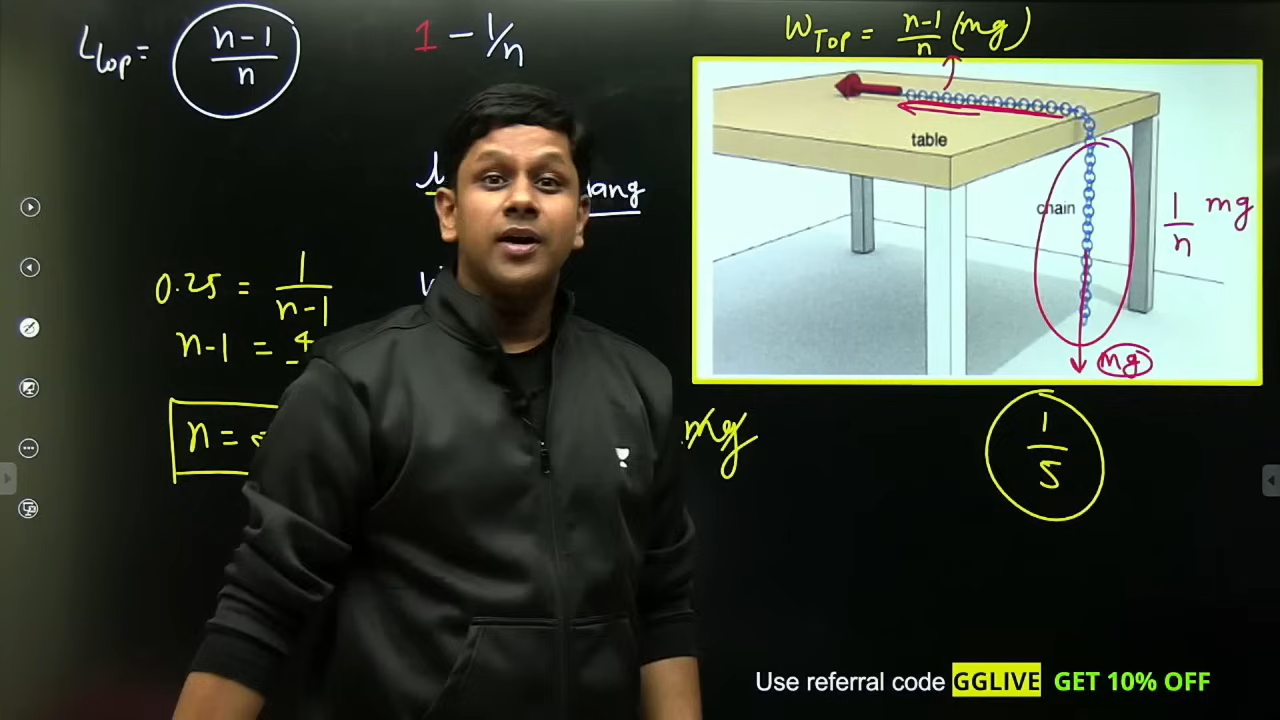 L_Top = (n-1)/n
1 - 1/n
W_Top = (n-1)/n (mg)
table
chain
1/n mg
mg
hang
0.25 = 1/(n-1)
n-1 = 4
n =
mg
1/5
Use referral code GGLIVE GET 10% OFF